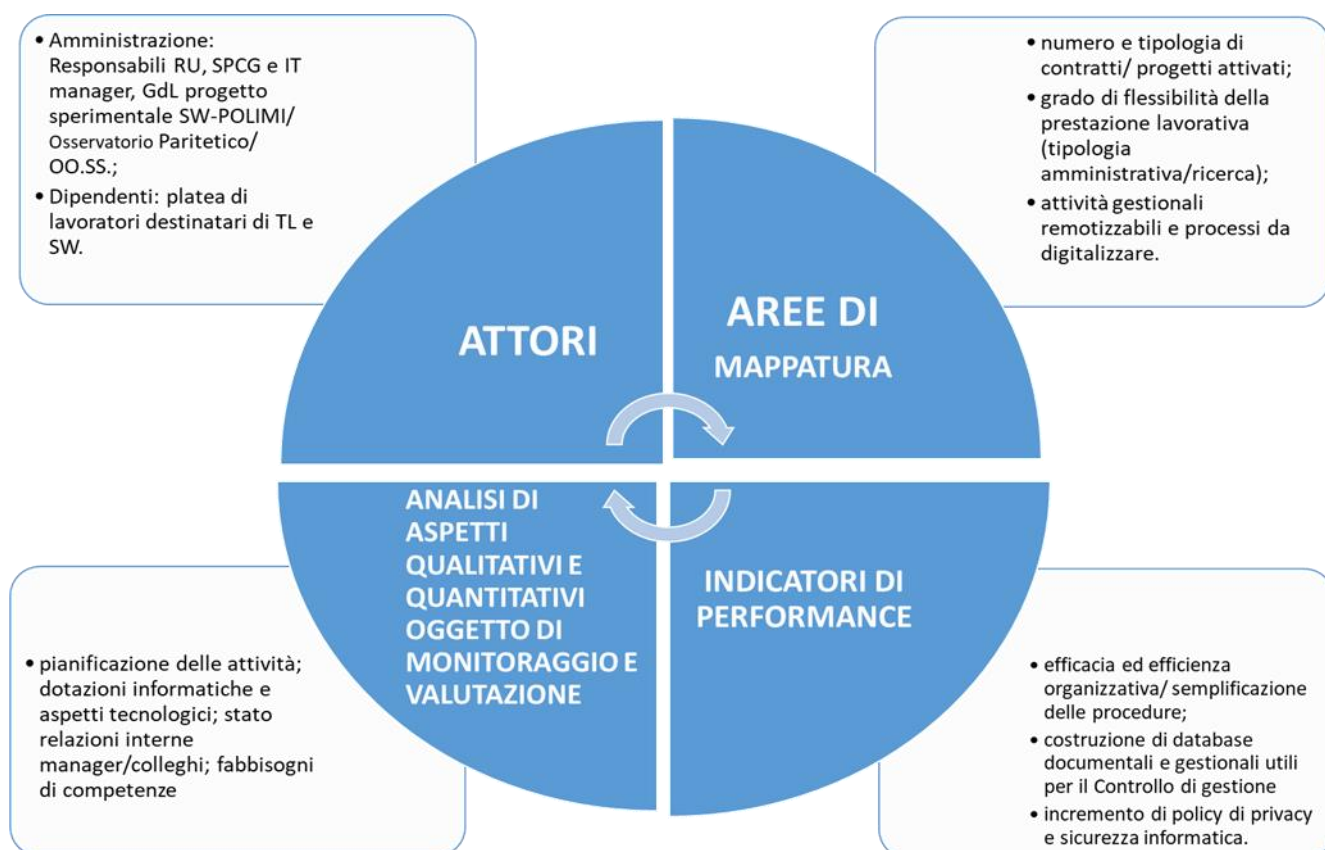 • Amministrazione:
Responsabili RU, SPCG e IT
manager, GdL progetto
sperimentale SW-POLIMI/
Osservatorio Paritetico/
OO.SS.;
• Dipendenti: platea di
lavoratori destinatari di TL e
SW.
• numero e tipologia di
contratti/ progetti attivati;
• grado di flessibilità della
prestazione lavorativa
(tipologia
amministrativa/ricerca);
• attività gestionali
remotizzabili e processi da
digitalizzare.
ATTORI
AREE DI
MAPPATURA
ANALISI DI
ASPETTI
QUALITATIVI E
QUANTITATIVI
OGGETTO DI
MONITORAGGIO E
VALUTAZIONE
INDICATORI DI
PERFORMANCE
• pianificazione delle attività;
dotazioni informatiche e
aspetti tecnologici; stato
relazioni interne
manager/colleghi; fabbisogni
di competenze
• efficacia ed efficienza
organizzativa/ semplificazione
delle procedure;
• costruzione di database
documentali e gestionali utili
per il Controllo di gestione
• incremento di policy di privacy
e sicurezza informatica.